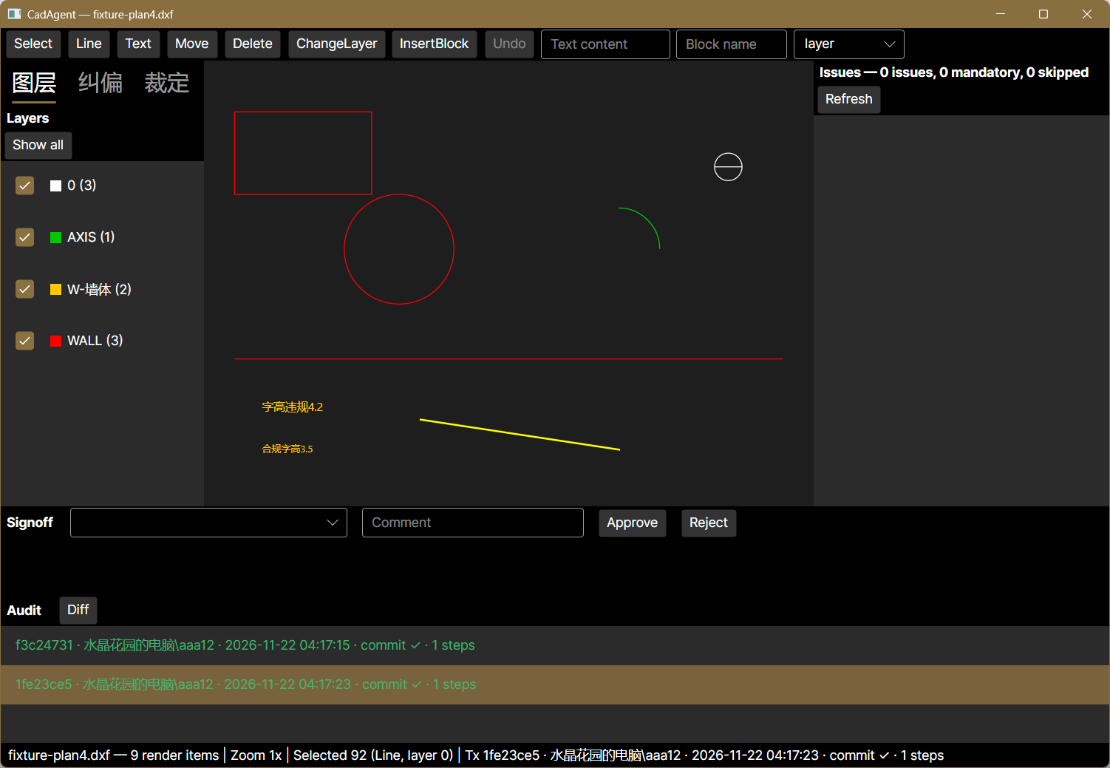 CadAgent — fixture-plan4.dxf
Select Line Text Move Delete ChangeLayer InsertBlock Undo Text content Block name layer
图层 纠偏 裁定
Layers
Show all
0 (3)
AXIS (1)
W-墙体 (2)
WALL (3)
字高违规4.2
合规字高3.5
Issues — 0 issues, 0 mandatory, 0 skipped
Refresh
Signoff Comment Approve Reject
Audit Diff
f3c24731 · 水晶花园的电脑\aaa12 · 2026-11-22 04:17:15 · commit ✓ · 1 steps
1fe23ce5 · 水晶花园的电脑\aaa12 · 2026-11-22 04:17:23 · commit ✓ · 1 steps
fixture-plan4.dxf — 9 render items | Zoom 1x | Selected 92 (Line, layer 0) | Tx 1fe23ce5 · 水晶花园的电脑\aaa12 · 2026-11-22 04:17:23 · commit ✓ · 1 steps